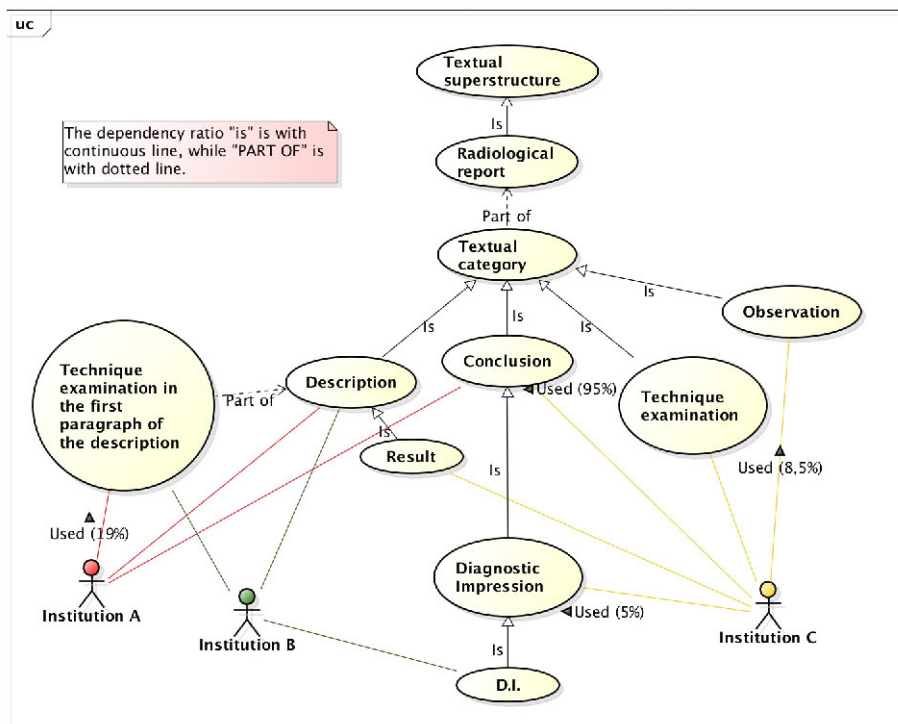 uc
Textual
superstructure
Is
The dependency ratio "is" is with
continuous line, while "PART OF" is
with dotted line.
Radiological
report
Part of
Textual
category
Is
Observation
Is
Is
Is
Conclusion
Technique
examination in
the first
paragraph of
the description
Part of
Description
Used (95%)
Technique
examination
Is
Result
Is
Used (8,5%)
Used (19%)
Diagnostic
Impression
Institution A
Institution B
Used (5%)
Institution C
Is
D.I.